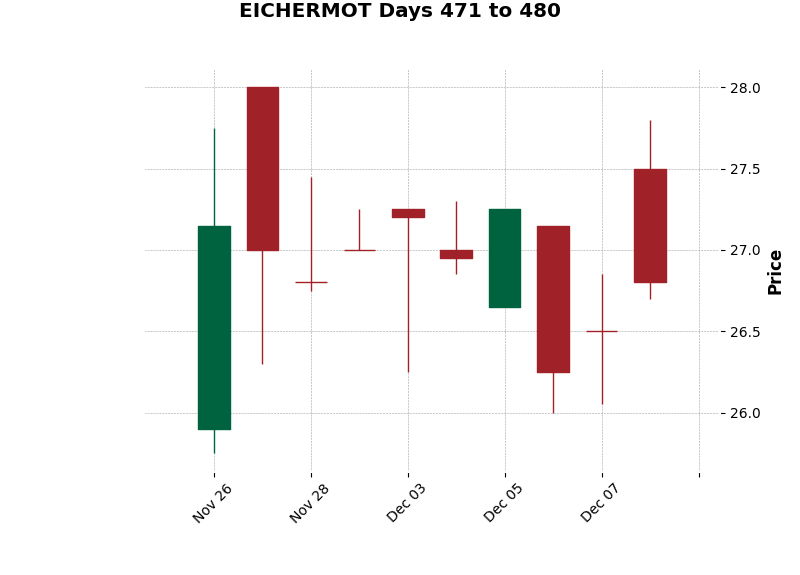 EICHERMOT Days 471 to 480
28.0
27.5
27.0
26.5
26.0
Price
Nov 26
Nov 28
Dec 03
Dec 05
Dec 07